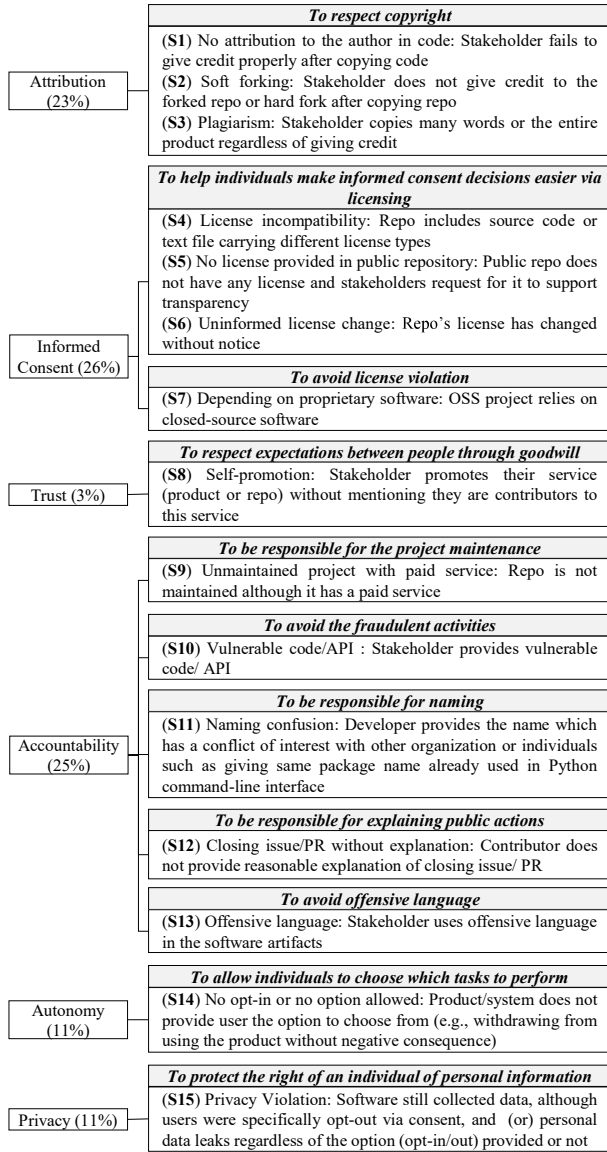 Attribution
(23%)
To respect copyright
(S1) No attribution to the author in code: Stakeholder fails to
give credit properly after copying code
(S2) Soft forking: Stakeholder does not give credit to the
forked repo or hard fork after copying repo
(S3) Plagiarism: Stakeholder copies many words or the entire
product regardless of giving credit
Informed
Consent (26%)
To help individuals make informed consent decisions easier via
licensing
(S4) License incompatibility: Repo includes source code or
text file carrying different license types
(S5) No license provided in public repository: Public repo does
not have any license and stakeholders request for it to support
transparency
(S6) Uninformed license change: Repo's license has changed
without notice
To avoid license violation
(S7) Depending on proprietary software: OSS project relies on
closed-source software
Trust (3%)
To respect expectations between people through goodwill
(S8) Self-promotion: Stakeholder promotes their service
(product or repo) without mentioning they are contributors to
this service
Accountability
(25%)
To be responsible for the project maintenance
(S9) Unmaintained project with paid service: Repo is not
maintained although it has a paid service
To avoid the fraudulent activities
(S10) Vulnerable code/API : Stakeholder provides vulnerable
code/ API
To be responsible for naming
(S11) Naming confusion: Developer provides the name which
has a conflict of interest with other organization or individuals
such as giving same package name already used in Python
command-line interface
To be responsible for explaining public actions
(S12) Closing issue/PR without explanation: Contributor does
not provide reasonable explanation of closing issue/ PR
To avoid offensive language
(S13) Offensive language: Stakeholder uses offensive language
in the software artifacts
Autonomy
(11%)
To allow individuals to choose which tasks to perform
(S14) No opt-in or no option allowed: Product/system does not
provide user the option to choose from (e.g., withdrawing from
using the product without negative consequence)
Privacy (11%)
To protect the right of an individual of personal information
(S15) Privacy Violation: Software still collected data, although
users were specifically opt-out via consent, and (or) personal
data leaks regardless of the option (opt-in/out) provided or not